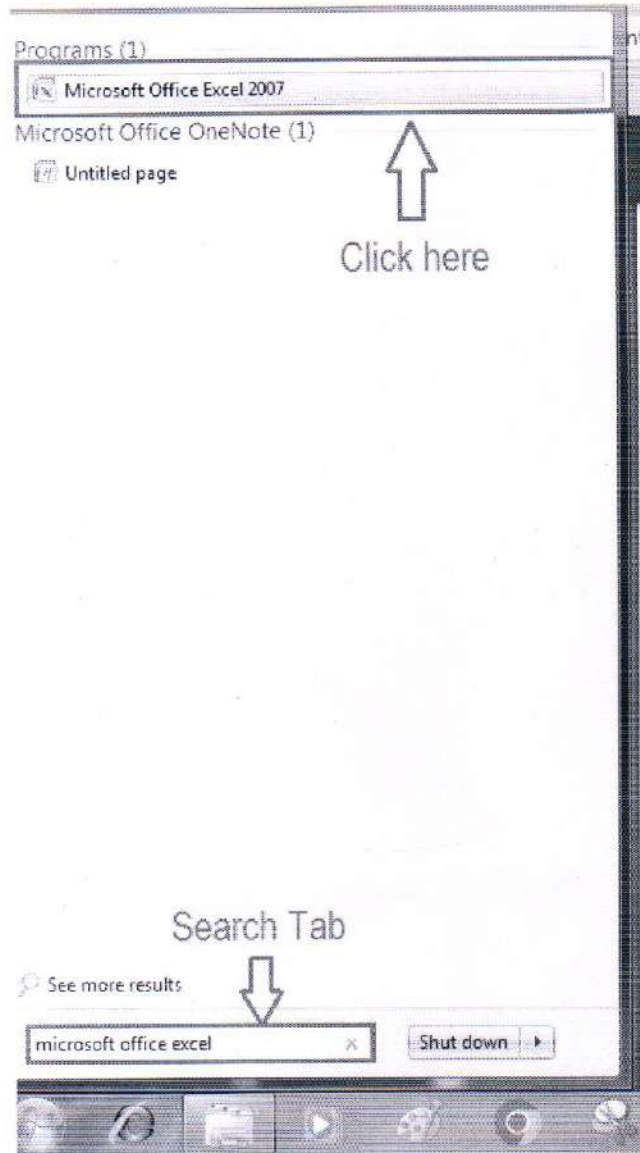 Programs (1)
Microsoft Office Excel 2007
Microsoft Office OneNote (1)
Untitled page
Click here
Search Tab
See more results
microsoft office excel
Shut down